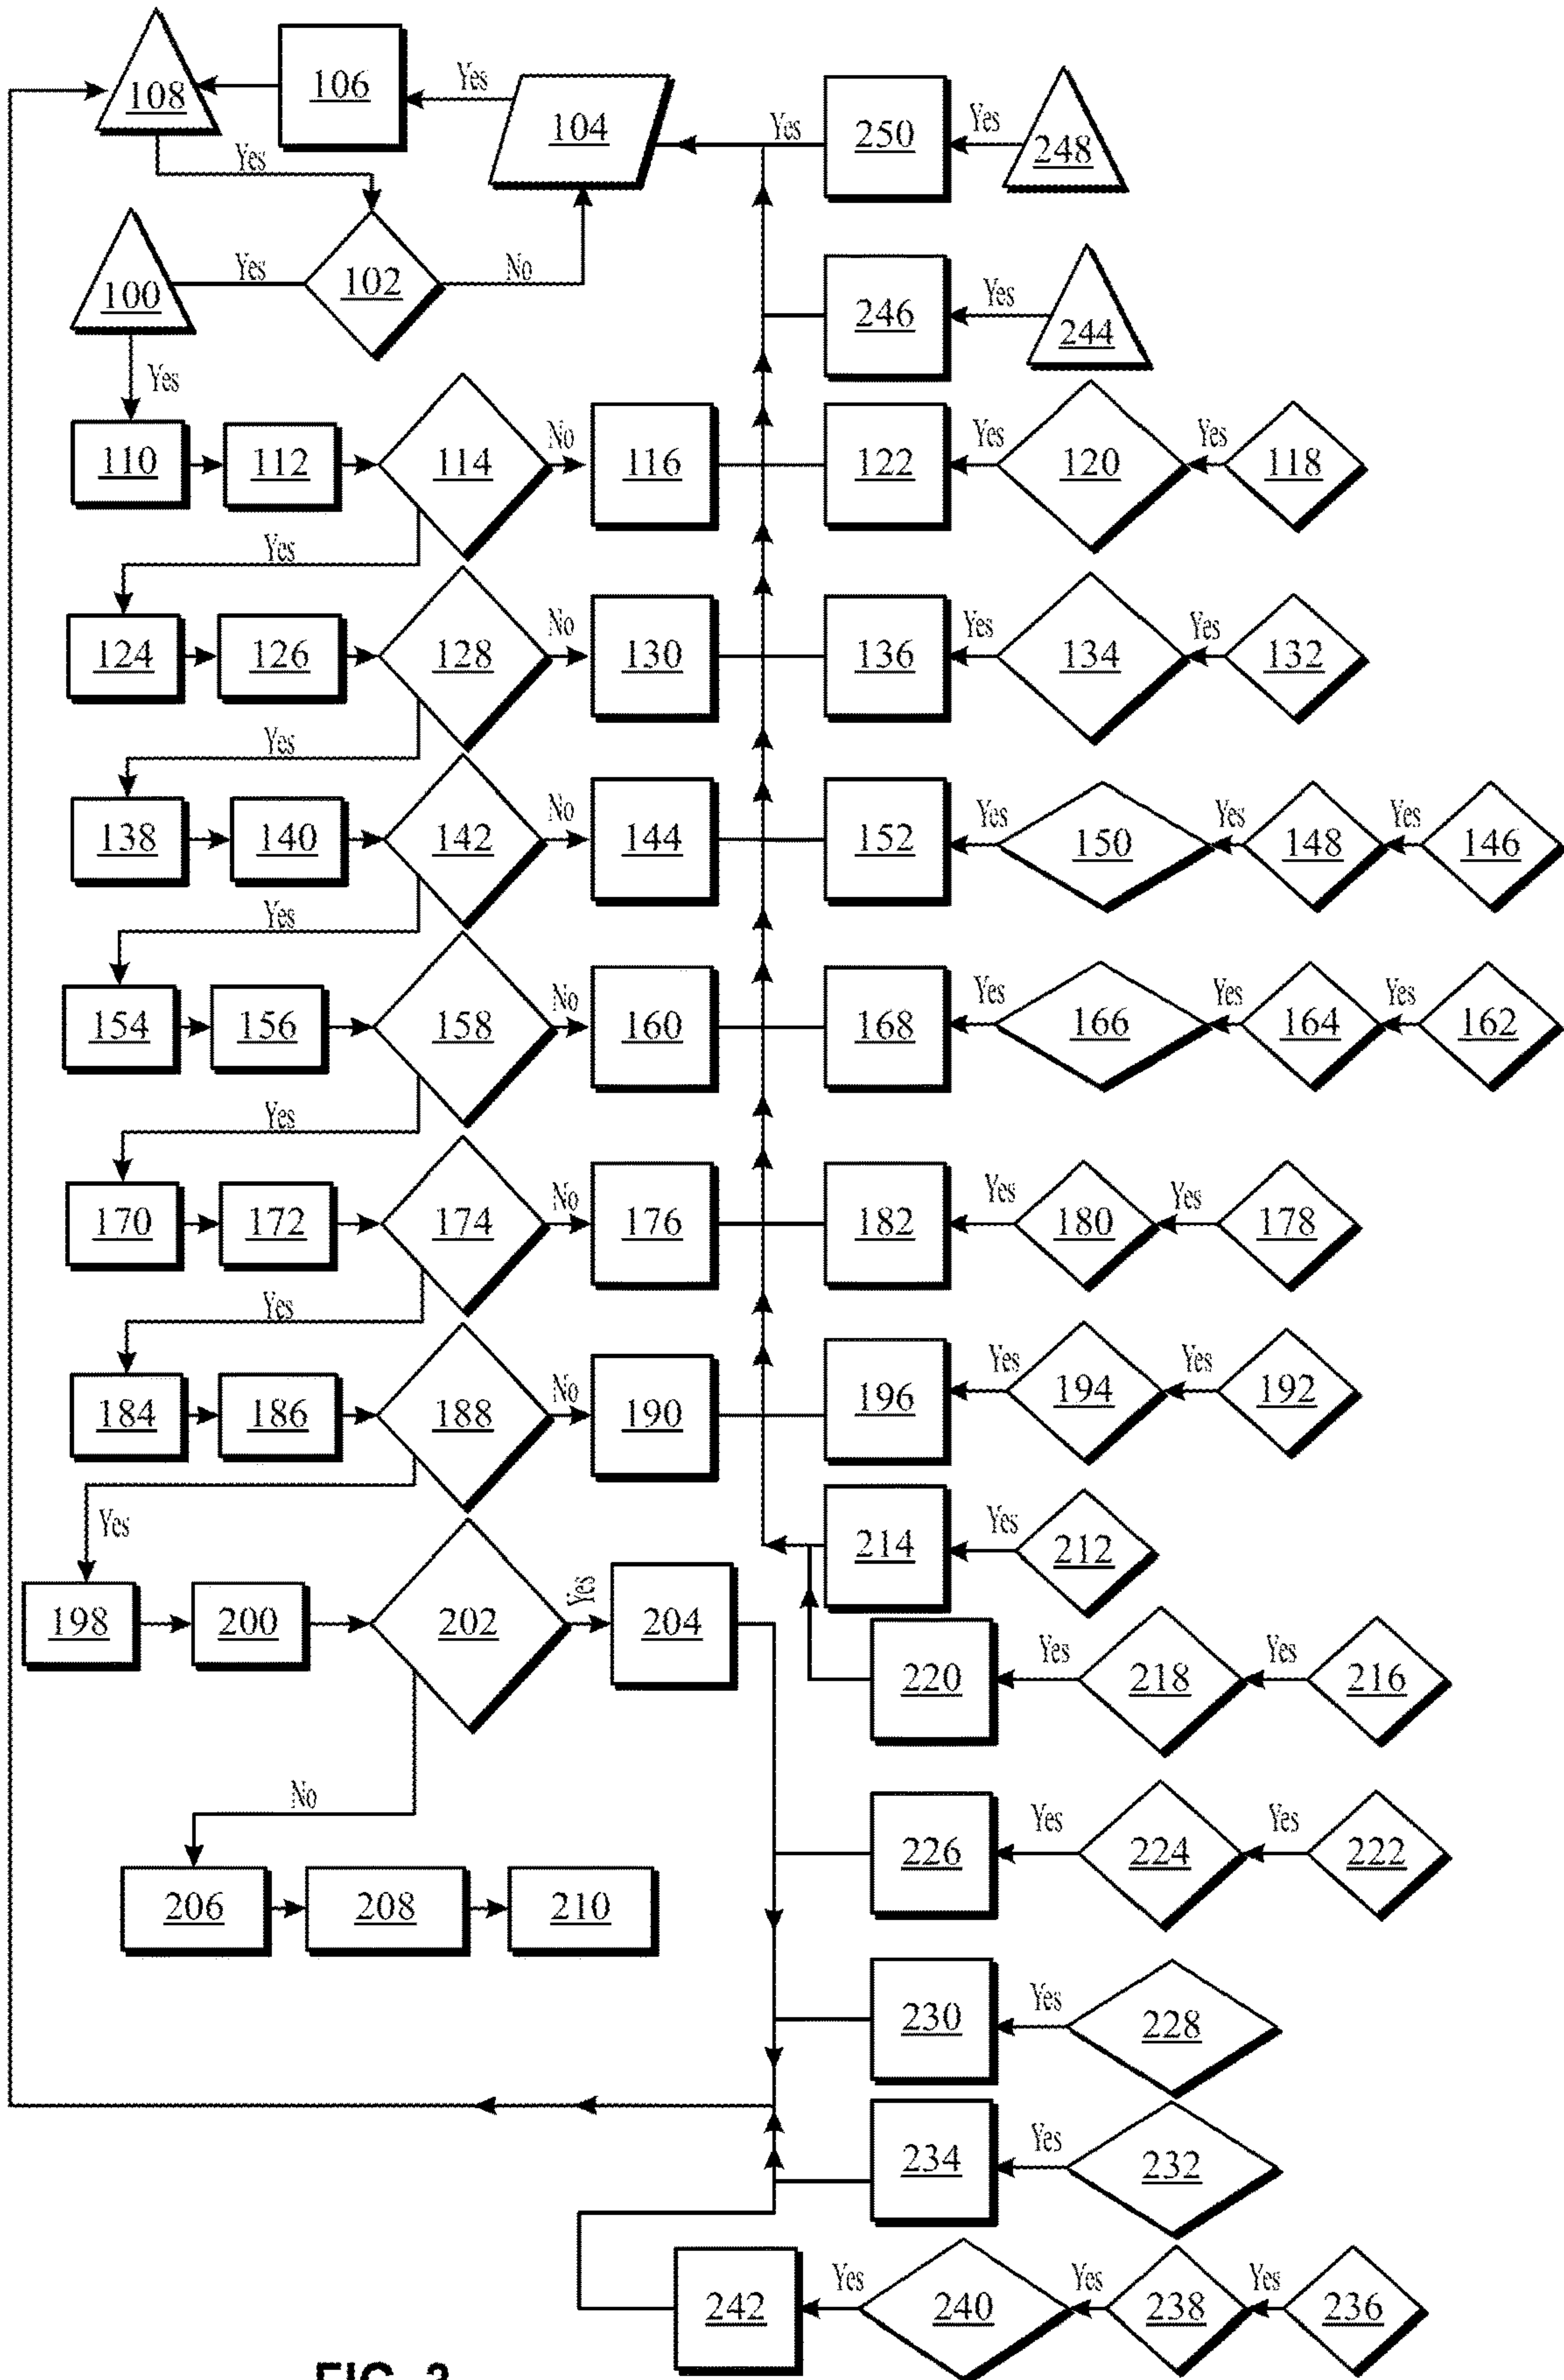 108
106
Yes
104
Yes
250
Yes
248
Yes
100
Yes
102
No
246
Yes
244
Yes
110
112
114
No
116
122
Yes
120
Yes
118
Yes
124
126
128
No
130
136
Yes
134
Yes
132
Yes
138
140
142
No
144
152
Yes
150
Yes
148
Yes
146
Yes
154
156
158
No
160
168
Yes
166
Yes
164
Yes
162
Yes
170
172
174
No
176
182
Yes
180
Yes
178
Yes
184
186
188
No
190
196
Yes
194
Yes
192
Yes
214
Yes
212
198
200
202
Yes
204
220
Yes
218
Yes
216
No
226
Yes
224
Yes
222
206
208
210
230
Yes
228
234
Yes
232
242
Yes
240
Yes
238
Yes
236
FIG. 3